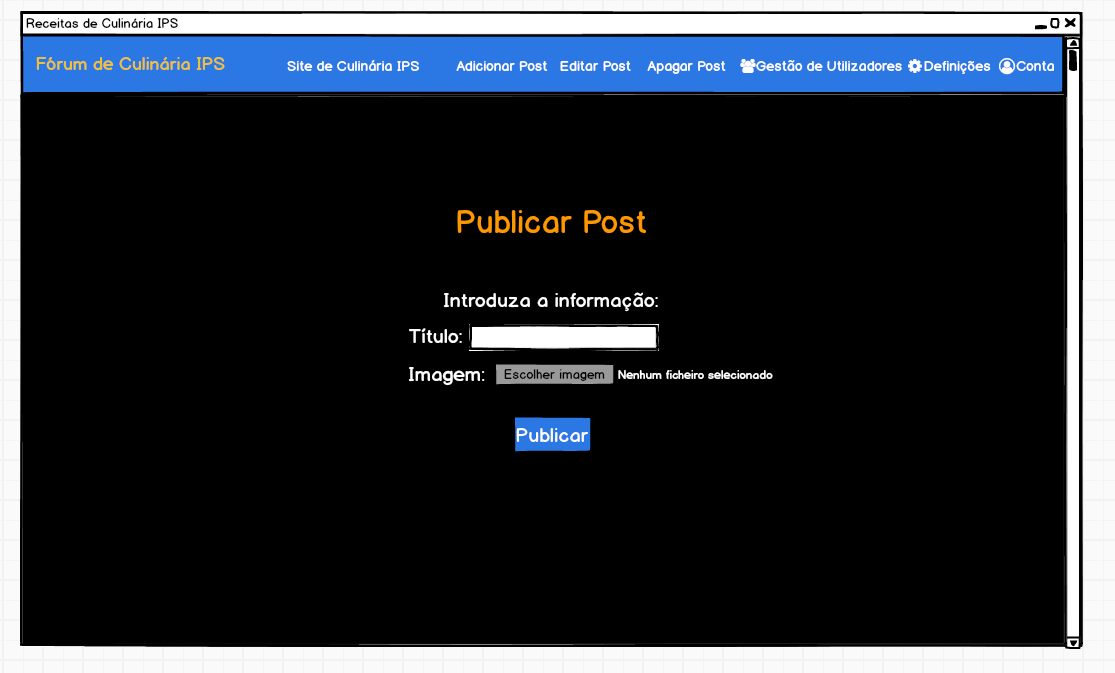 Receitas de Culinária IPS
Fórum de Culinária IPS Site de Culinária IPS Adicionar Post Editar Post Apagar Post Gestão de Utilizadores Definições Conta
Publicar Post
Introduza a informação:
Título:
Imagem: Escolher imagem Nenhum ficheiro selecionado
Publicar